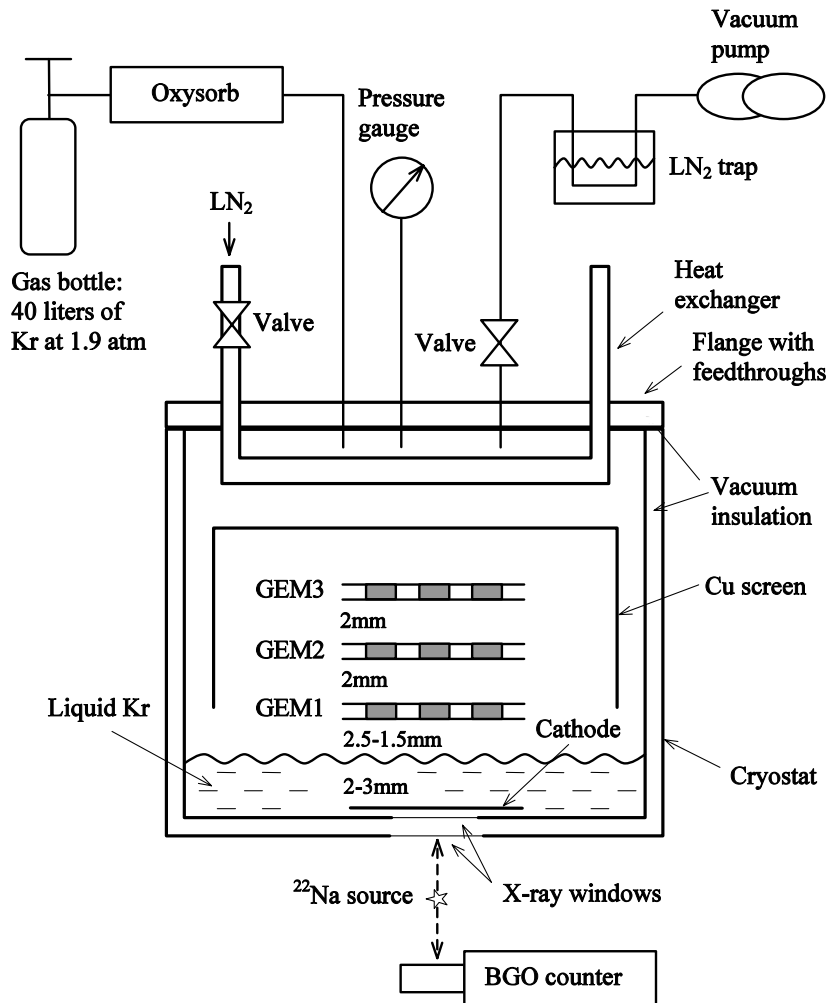 Vacuum
pump
Oxysorb
Pressure
gauge
LN₂ trap
LN₂
Gas bottle:
40 liters of
Kr at 1.9 atm
Valve
Valve
Heat
exchanger
Flange with
feedthroughs
Vacuum
insulation
GEM3
2mm
Cu screen
GEM2
2mm
GEM1
Liquid Kr
2.5-1.5mm
Cathode
2-3mm
Cryostat
²²Na source
X-ray windows
BGO counter